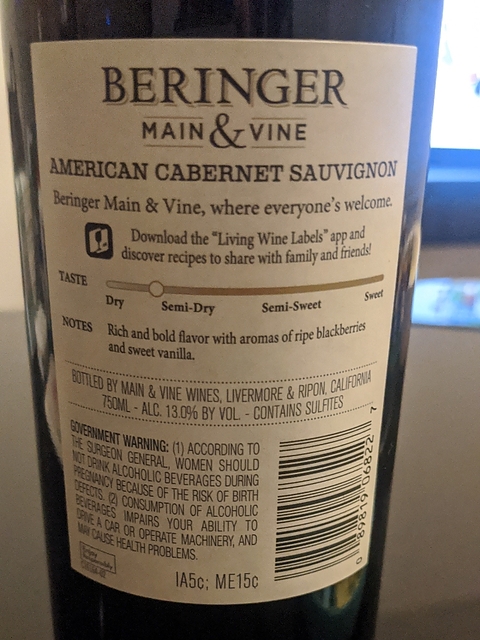 BERINGER
MAIN & VINE
AMERICAN CABERNET SAUVIGNON
Beringer Main & Vine, where everyone's welcome.
Download the "Living Wine Labels" app and
discover recipes to share with family and friends!
TASTE
Dry Semi-Dry Semi-Sweet Sweet
NOTES Rich and bold flavor with aromas of ripe blackberries
and sweet vanilla.
BOTTLED BY MAIN & VINE WINES, LIVERMORE & RIPON, CALIFORNIA
750ML - ALC. 13.0% BY VOL. - CONTAINS SULFITES
GOVERNMENT WARNING: (1) ACCORDING TO
THE SURGEON GENERAL, WOMEN SHOULD
NOT DRINK ALCOHOLIC BEVERAGES DURING
PREGNANCY BECAUSE OF THE RISK OF BIRTH
DEFECTS. (2) CONSUMPTION OF ALCOHOLIC
BEVERAGES IMPAIRS YOUR ABILITY TO
DRIVE A CAR OR OPERATE MACHINERY, AND
MAY CAUSE HEALTH PROBLEMS.
0 89819 06822 7
IA5¢; ME15¢